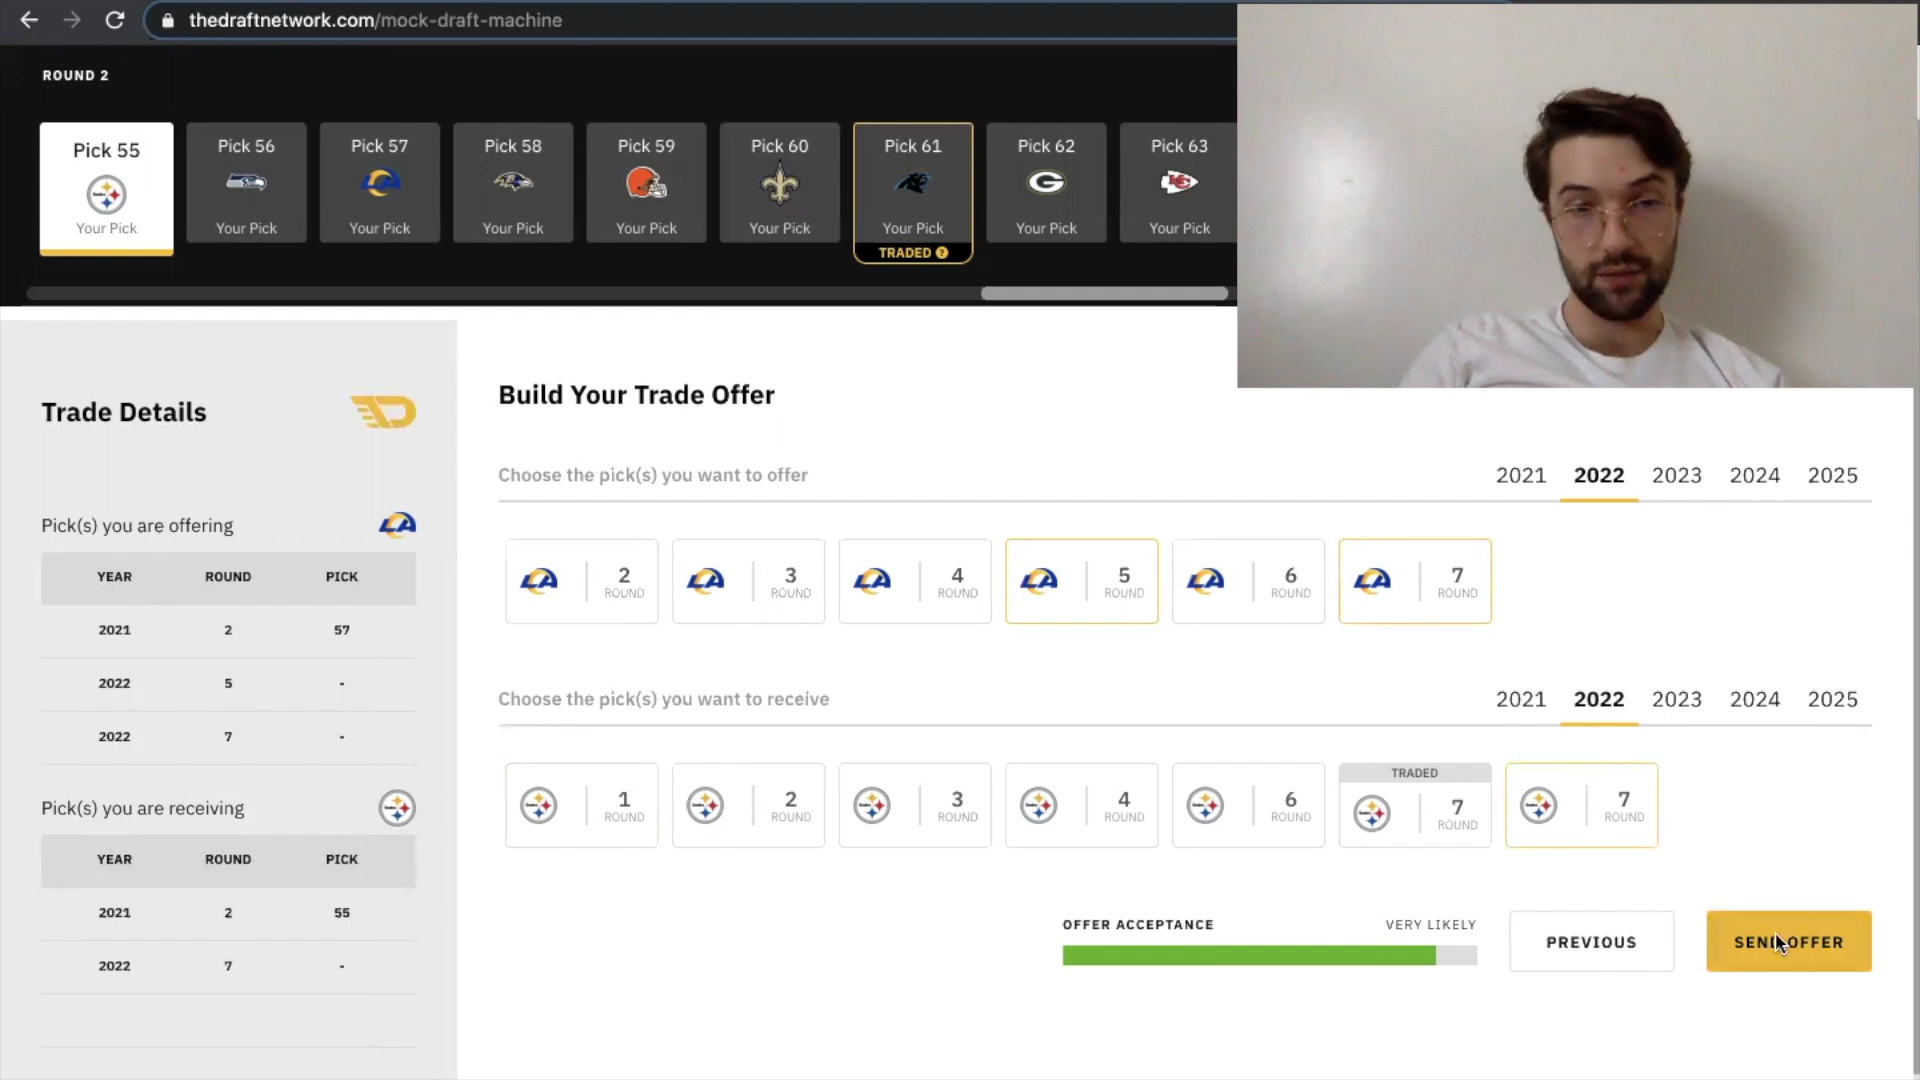 thedraftnetwork.com/mock-draft-machine
ROUND 2
Pick 55
Your Pick
Pick 56
Your Pick
Pick 57
Your Pick
Pick 58
Your Pick
Pick 59
Your Pick
Pick 60
Your Pick
Pick 61
Your Pick
TRADED ?
Pick 62
Your Pick
Pick 63
Your Pick
Trade Details
Pick(s) you are offering
YEAR ROUND PICK
2021 2 57
2022 5 -
2022 7 -
Pick(s) you are receiving
YEAR ROUND PICK
2021 2 55
2022 7 -
Build Your Trade Offer
Choose the pick(s) you want to offer
2021 2022 2023 2024 2025
2 ROUND
3 ROUND
4 ROUND
5 ROUND
6 ROUND
7 ROUND
Choose the pick(s) you want to receive
2021 2022 2023 2024 2025
1 ROUND
2 ROUND
3 ROUND
4 ROUND
6 ROUND
TRADED
7 ROUND
7 ROUND
OFFER ACCEPTANCE VERY LIKELY
PREVIOUS
SEND OFFER